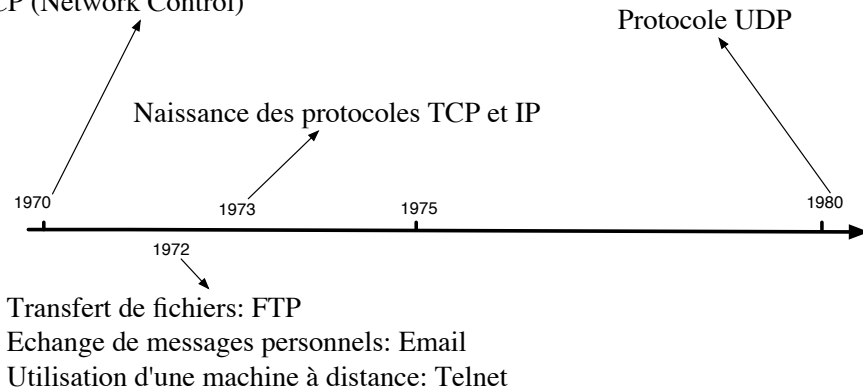 (Network Control)
Protocole UDP
Naissance des protocoles TCP et IP
1970
1973
1975
1980
1972
Transfert de fichiers: FTP
Echange de messages personnels: Email
Utilisation d'une machine à distance: Telnet